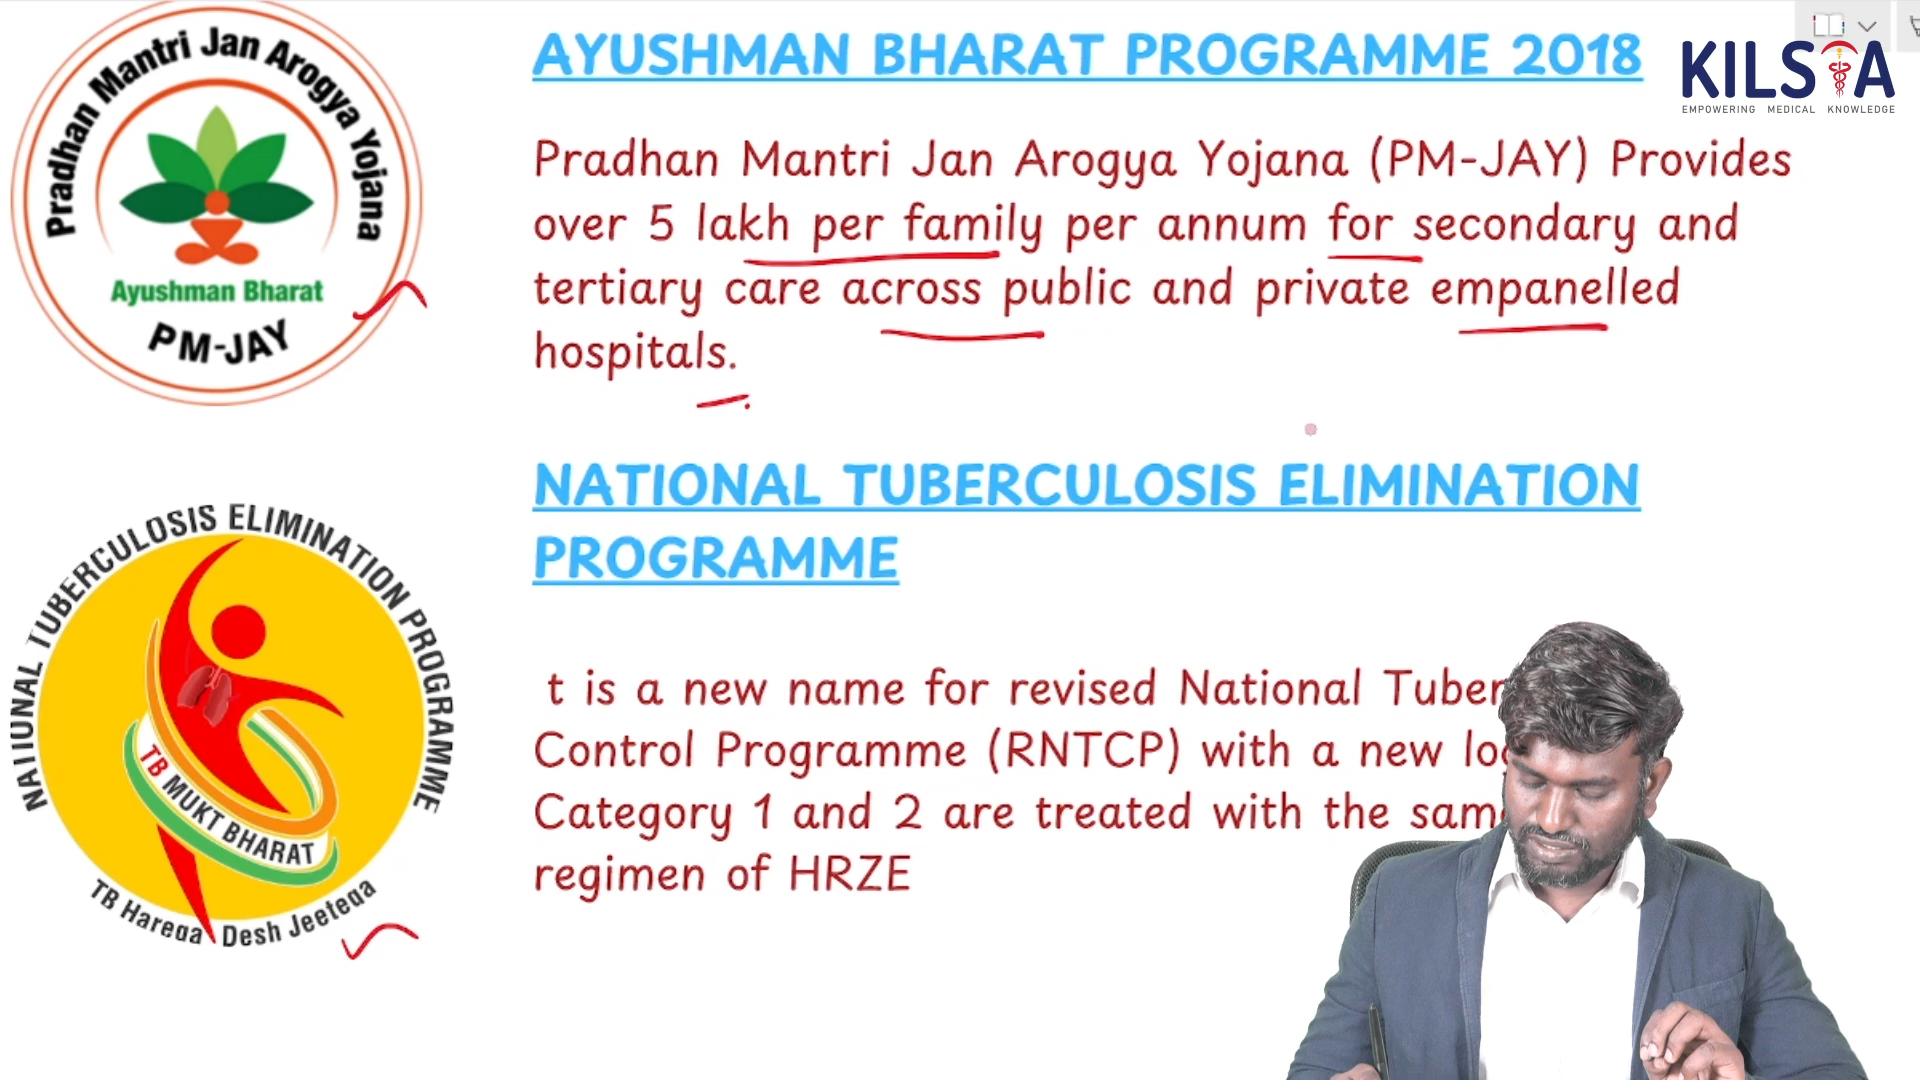 Pradhan Mantri Jan Arogya Yojana
Ayushman Bharat
PM-JAY
AYUSHMAN BHARAT PROGRAMME 2018
KILSTA
EMPOWERING MEDICAL KNOWLEDGE
Pradhan Mantri Jan Arogya Yojana (PM-JAY) Provides
over 5 lakh per family per annum for secondary and
tertiary care across public and private empanelled
hospitals.
NATIONAL TUBERCULOSIS ELIMINATION PROGRAMME
TB MUKT BHARAT
TB Harega Desh Jeetega
NATIONAL TUBERCULOSIS ELIMINATION
PROGRAMME
t is a new name for revised National
Control Programme (RNTCP) with a new
Category 1 and 2 are treated with the
regimen of HRZE